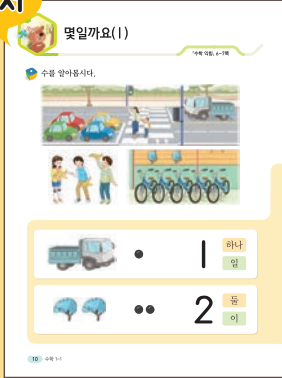 지
몇일까요(1)
「수학 익힘」 6~7쪽
수를 알아봅시다.
1 하나
일
2 둘
이
10 수학 1-1